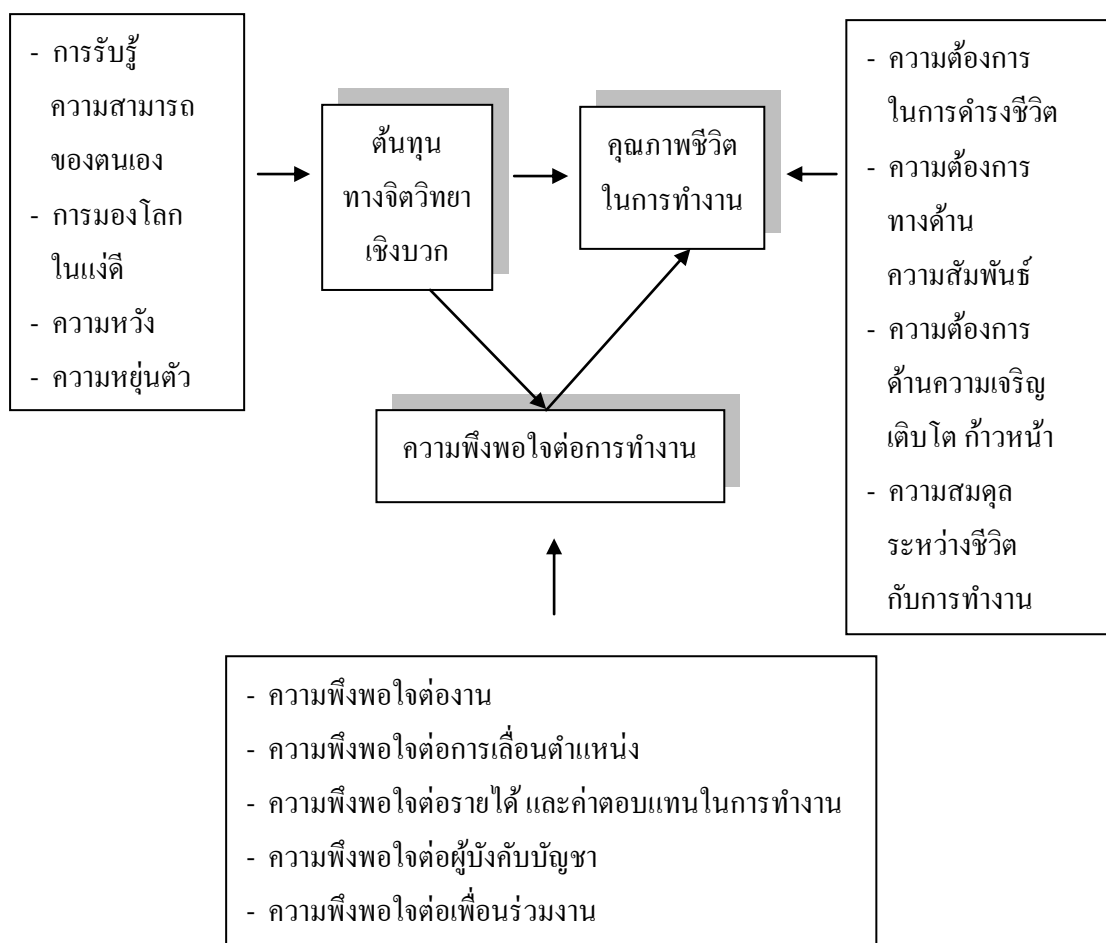 - การรับรู้
ความสามารถ
ของตนเอง
- การมองโลก
ในแง่ดี
- ความหวัง
- ความหยุ่นตัว
ต้นทุน
ทางจิตวิทยา
เชิงบวก
คุณภาพชีวิต
ในการทำงาน
- ความต้องการ
ในการดำรงชีวิต
- ความต้องการ
ทางด้าน
ความสัมพันธ์
- ความต้องการ
ด้านความเจริญ
เติบโต ก้าวหน้า
- ความสมดุล
ระหว่างชีวิต
กับการทำงาน
ความพึงพอใจต่อการทำงาน
- ความพึงพอใจต่องาน
- ความพึงพอใจต่อการเลื่อนตำแหน่ง
- ความพึงพอใจต่อรายได้ และค่าตอบแทนในการทำงาน
- ความพึงพอใจต่อผู้บังคับบัญชา
- ความพึงพอใจต่อเพื่อนร่วมงาน